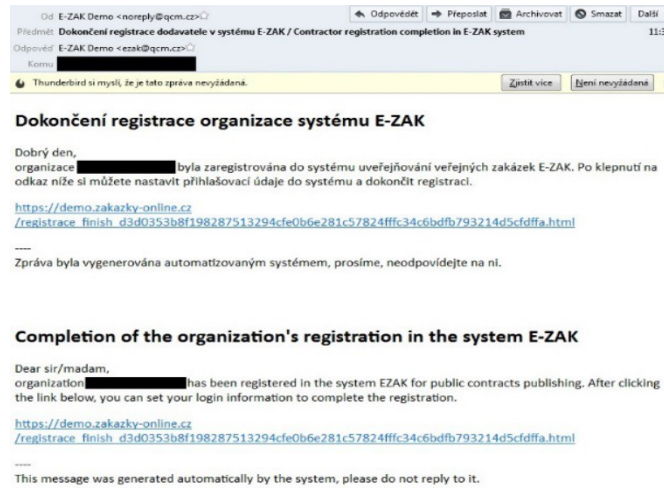 Od E-ZAK Demo <noreply@qcm.cz>
Odpovědět Přeposlat Archivovat Smazat Další
Předmět Dokončení registrace dodavatele v systému E-ZAK / Contractor registration completion in E-ZAK system
Odpověď E-ZAK Demo <ezak@qcm.cz>
Komu
Thunderbird si myslí, že je tato zpráva nevyžádaná.
Zjistit více Není nevyžádaná
Dokončení registrace organizace systému E-ZAK
Dobrý den,
organizace byla zaregistrována do systému uveřejňování veřejných zakázek E-ZAK. Po klepnutí na
odkaz níže si můžete nastavit přihlašovací údaje do systému a dokončit registraci.
https://demo.zakazky-online.cz
/registrace_finish_d3d0353b8f198287513294cfe0b6e281c57824fffc34c6bdfb793214d5cfdffa.html
----
Zpráva byla vygenerována automatizovaným systémem, prosíme, neodpovídejte na ni.
Completion of the organization's registration in the system E-ZAK
Dear sir/madam,
organization has been registered in the system EZAK for public contracts publishing. After clicking
the link below, you can set your login information to complete the registration.
https://demo.zakazky-online.cz
/registrace_finish_d3d0353b8f198287513294cfe0b6e281c57824fffc34c6bdfb793214d5cfdffa.html
----
This message was generated automatically by the system, please do not reply to it.